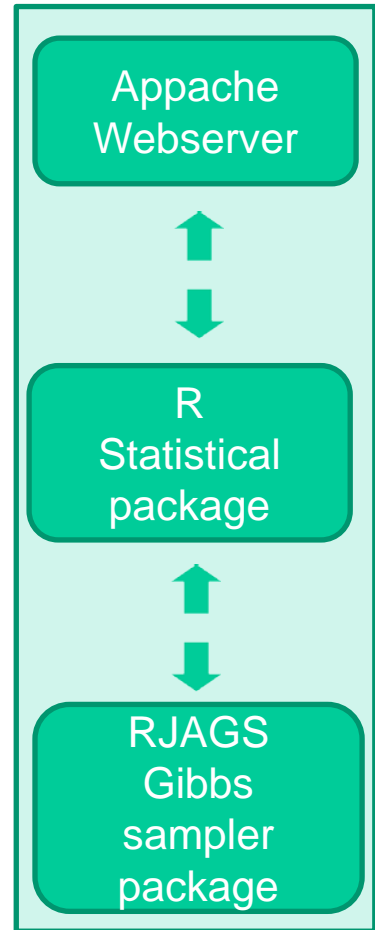 Appache
Webserver
R
Statistical
package
RJAGS
Gibbs
sampler
package